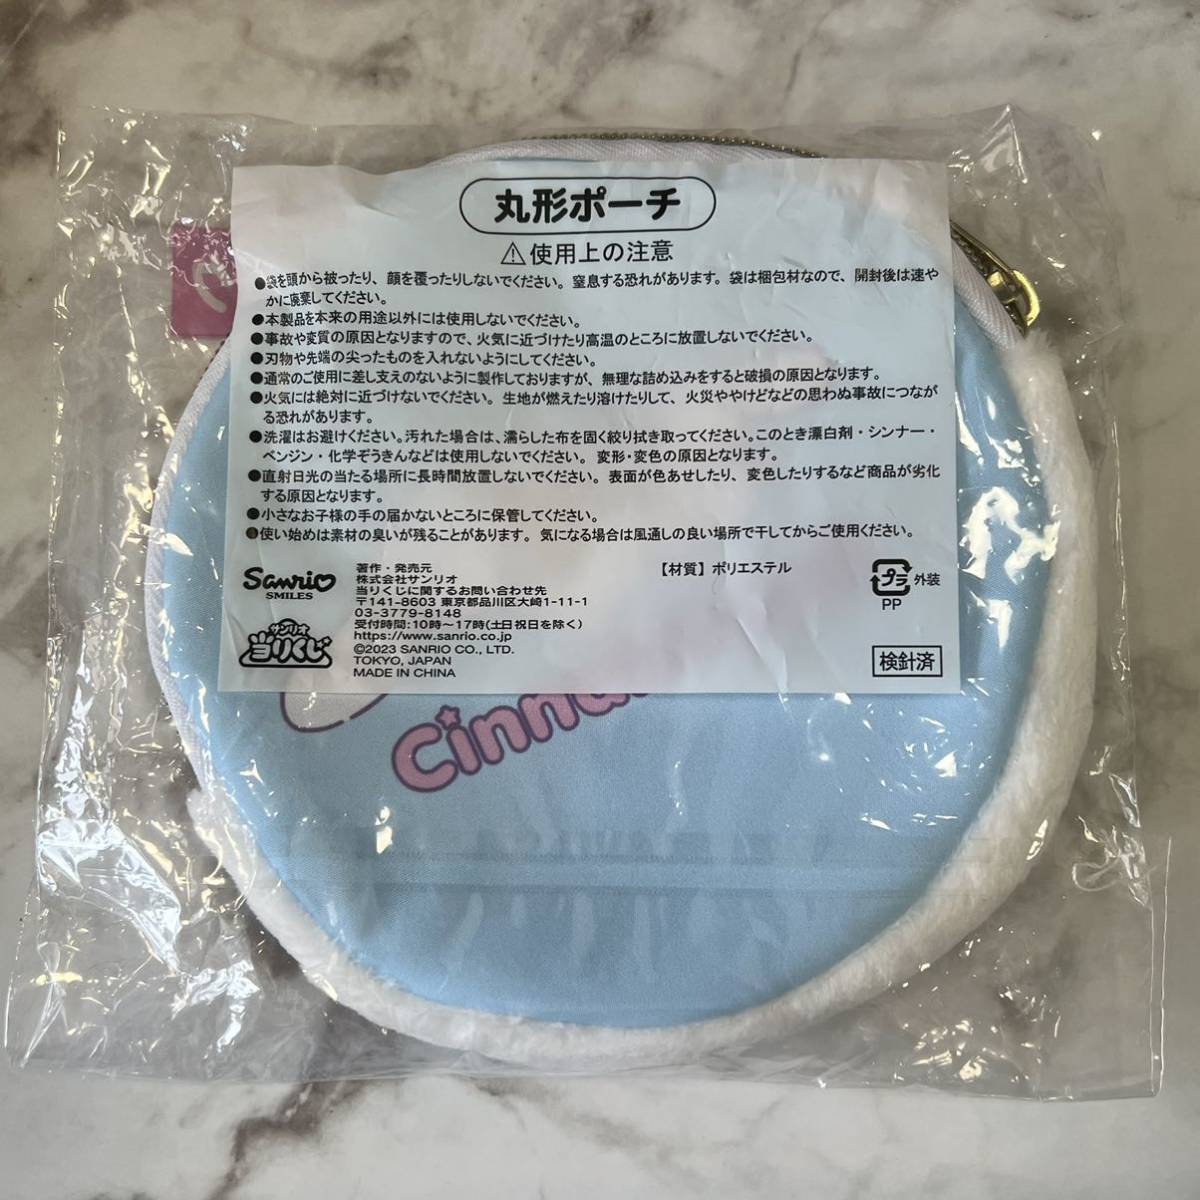 丸形ポーチ
⚠使用上の注意
●袋を頭から被ったり、顔を覆ったりしないでください。窒息する恐れがあります。袋は梱包材なので、開封後は速や
かに廃棄してください。
●本製品を本来の用途以外には使用しないでください。
●事故や変質の原因となりますので、火気に近づけたり高温のところに放置しないでください。
●刃物や先端の尖ったものを入れないようにしてください。
●通常のご使用に差し支えのないように製作しておりますが、無理な詰め込みをすると破損の原因となります。
●火気には絶対に近づけないでください。生地が燃えたり溶けたりして、火災ややけどなどの思わぬ事故につなが
る恐れがあります。
●洗濯はお避けください。汚れた場合は、濡らした布を固く絞り拭き取ってください。このとき漂白剤・シンナー・
ベンジン・化学ぞうきんなどは使用しないでください。変形・変色の原因となります。
●直射日光の当たる場所に長時間放置しないでください。表面が色あせしたり、変色したりするなど商品が劣化
する原因となります。
●小さなお子様の手の届かないところに保管してください。
●使い始めは素材の臭いが残ることがあります。気になる場合は風通しの良い場所で干してからご使用ください。
Sanrio
SMILES
サンリオ
当りくじ
著作・発売元
株式会社サンリオ
当りくじに関するお問い合わせ先
〒141-8603 東京都品川区大崎1-11-1
03-3779-8148
受付時間:10時〜17時(土日祝日を除く)
https://www.sanrio.co.jp
©2023 SANRIO CO., LTD.
TOKYO, JAPAN
MADE IN CHINA
【材質】ポリエステル
プラ 外装
PP
検針済
Cinna